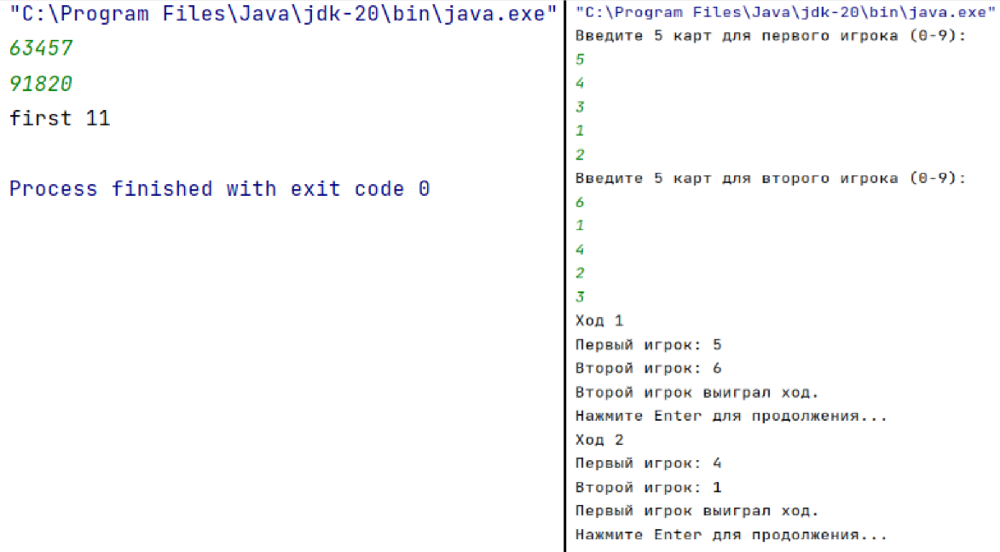 "C:\Program Files\Java\jdk-20\bin\java.exe"
63457
91820
first 11
Process finished with exit code 0
"C:\Program Files\Java\jdk-20\bin\java.exe"
Введите 5 карт для первого игрока (0-9):
5
4
3
1
2
Введите 5 карт для второго игрока (0-9):
6
1
4
2
3
Ход 1
Первый игрок: 5
Второй игрок: 6
Второй игрок выиграл ход.
Нажмите Enter для продолжения...
Ход 2
Первый игрок: 4
Второй игрок: 1
Первый игрок выиграл ход.
Нажмите Enter для продолжения...